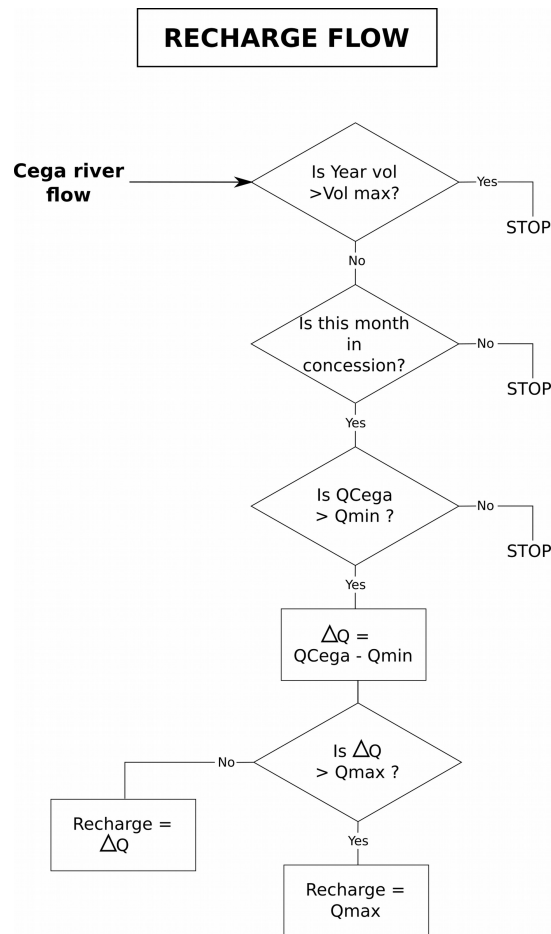 RECHARGE FLOW
Cega river
flow
Is Year vol
>Vol max?
Yes
STOP
No
Is this month
in
concession?
No
STOP
Yes
Is QCega
> Qmin ?
No
STOP
Yes
ΔQ =
QCega - Qmin
Is ΔQ
> Qmax ?
No
Recharge =
ΔQ
Yes
Recharge =
Qmax